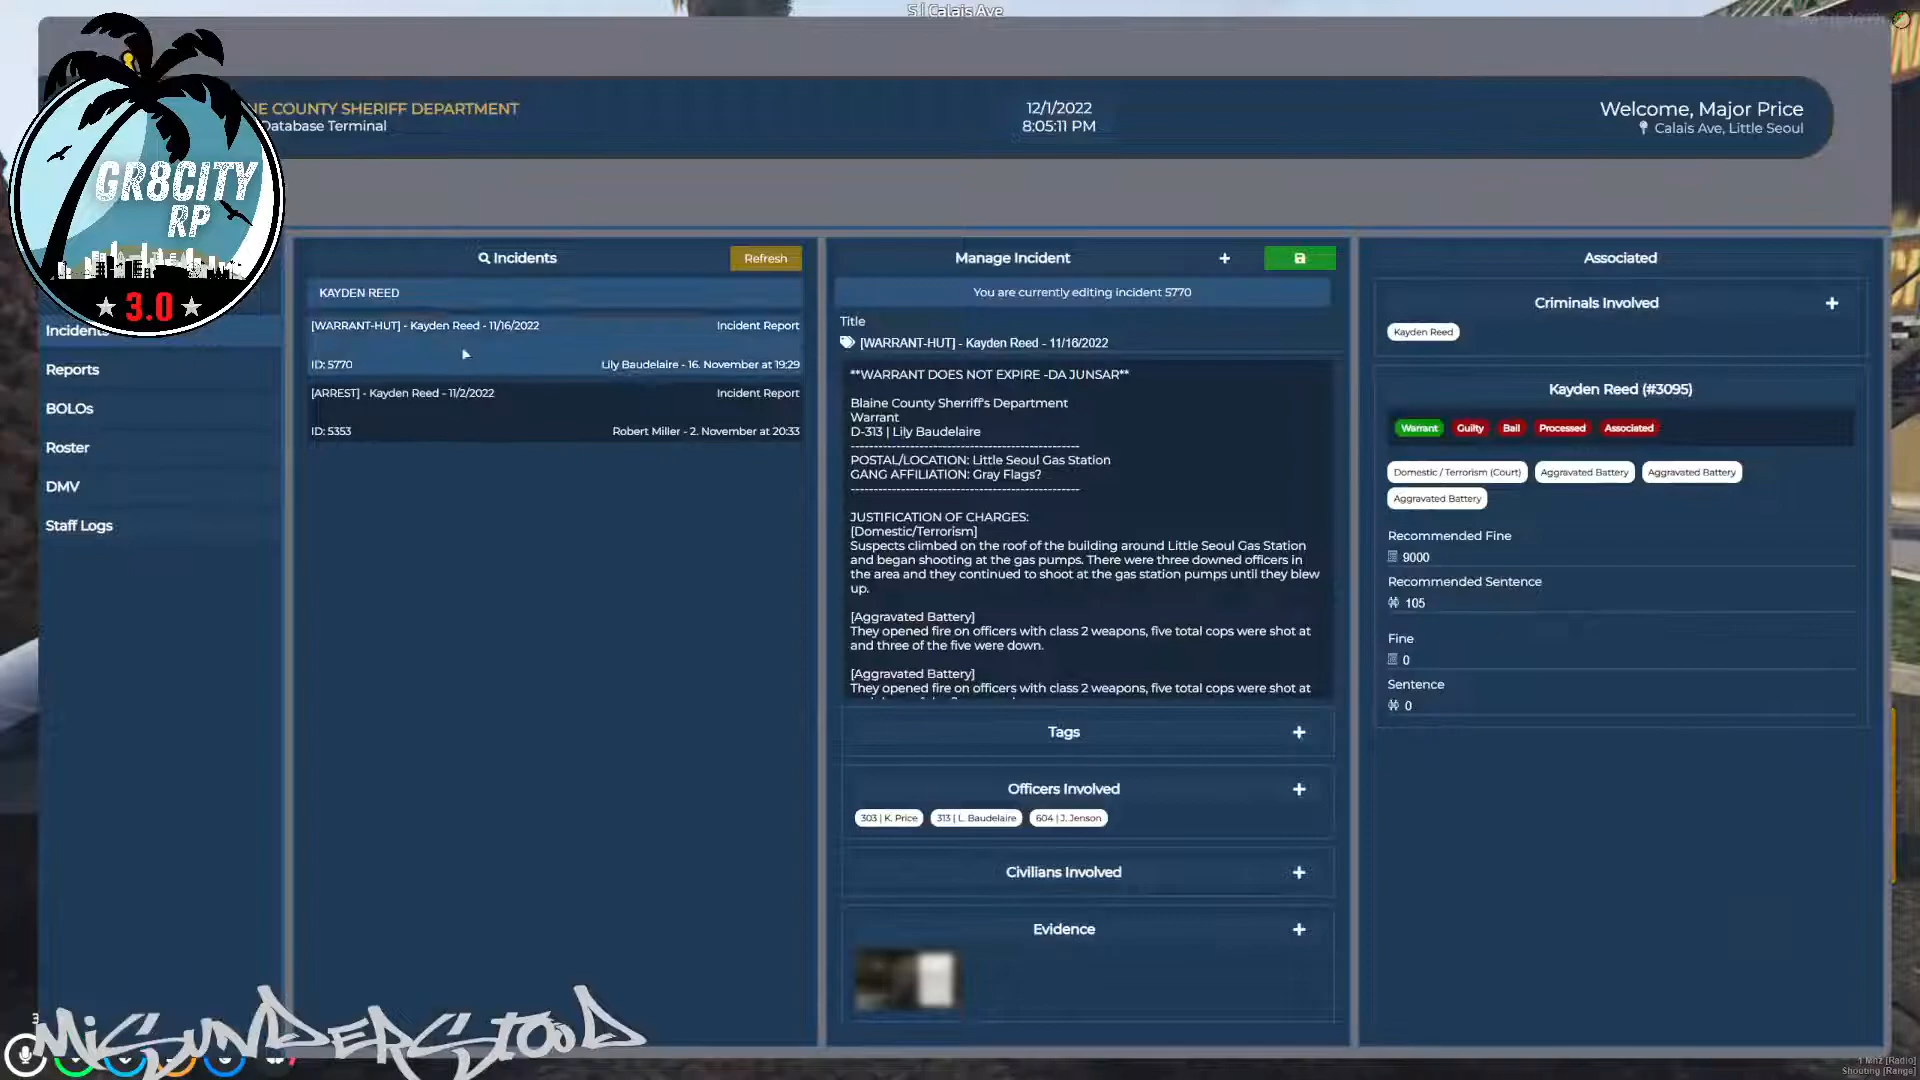 S | Calais Ave
GR8CITY
RP
3.0
NE COUNTY SHERIFF DEPARTMENT
Database Terminal
12/1/2022
8:05:11 PM
Welcome, Major Price
Calais Ave, Little Seoul
Incidents
Reports
BOLOs
Roster
DMV
Staff Logs
Incidents
Refresh
KAYDEN REED
[WARRANT-HUT] - Kayden Reed - 11/16/2022
Incident Report
ID: 5770
Lily Baudelaire - 16. November at 19:29
[ARREST] - Kayden Reed - 11/2/2022
Incident Report
ID: 5353
Robert Miller - 2. November at 20:33
Manage Incident
You are currently editing incident 5770
Title
[WARRANT-HUT] - Kayden Reed - 11/16/2022
**WARRANT DOES NOT EXPIRE -DA JUNSAR**
Blaine County Sherriff's Department
Warrant
D-313 | Lily Baudelaire
----------------------------------------------------
POSTAL/LOCATION: Little Seoul Gas Station
GANG AFFILIATION: Gray Flags?
----------------------------------------------------
JUSTIFICATION OF CHARGES:
[Domestic/Terrorism]
Suspects climbed on the roof of the building around Little Seoul Gas Station
and began shooting at the gas pumps. There were three downed officers in
the area and they continued to shoot at the gas station pumps until they blew
up.
[Aggravated Battery]
They opened fire on officers with class 2 weapons, five total cops were shot at
and three of the five were down.
[Aggravated Battery]
They opened fire on officers with class 2 weapons, five total cops were shot at
Tags
Officers Involved
303 | K. Price
313 | L. Baudelaire
604 | J. Jenson
Civilians Involved
Evidence
Associated
Criminals Involved
Kayden Reed
Kayden Reed (#3095)
Warrant
Guilty
Bail
Processed
Associated
Domestic / Terrorism (Court)
Aggravated Battery
Aggravated Battery
Aggravated Battery
Recommended Fine
9000
Recommended Sentence
105
Fine
0
Sentence
0
MiSUNDERSTOOD
3
1 Mhz [Radio]
Shouting [Range]